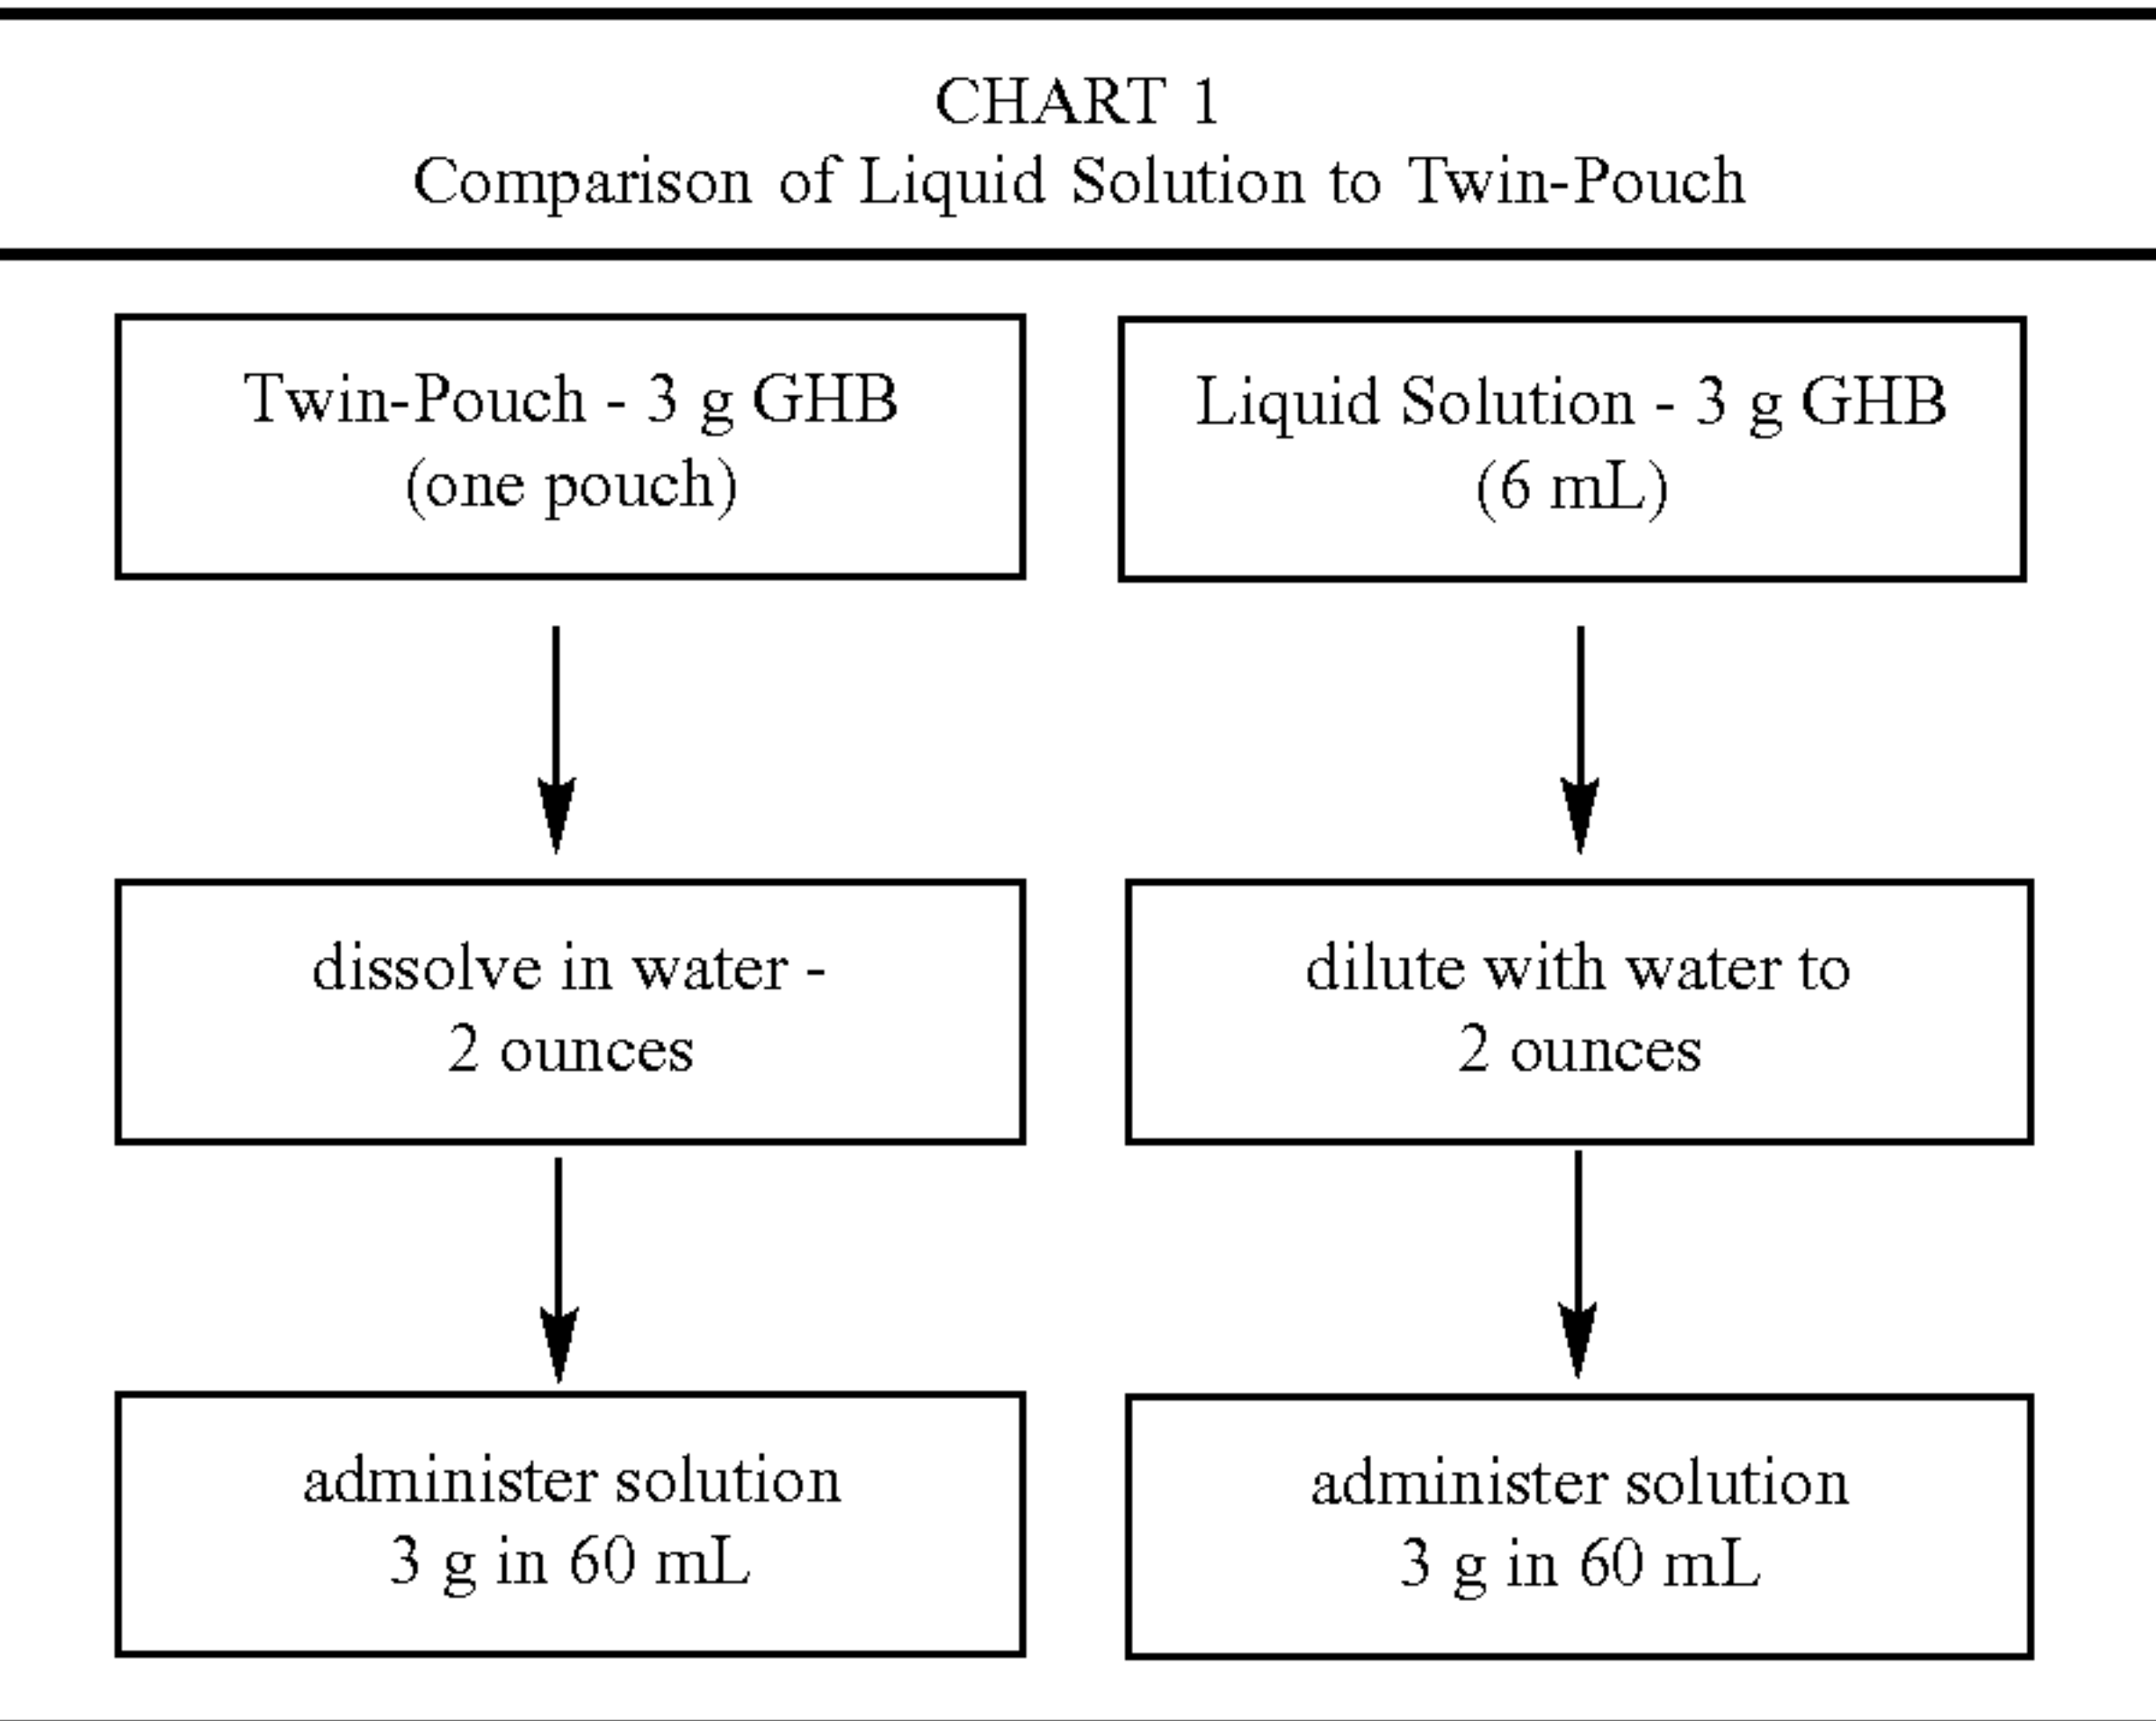 CHART 1
Comparison of Liquid Solution to Twin-Pouch
Twin-Pouch - 3 g GHB
(one pouch)
Liquid Solution - 3 g GHB
(6 mL)
dissolve in water -
2 ounces
dilute with water to
2 ounces
administer solution
3 g in 60 mL
administer solution
3 g in 60 mL